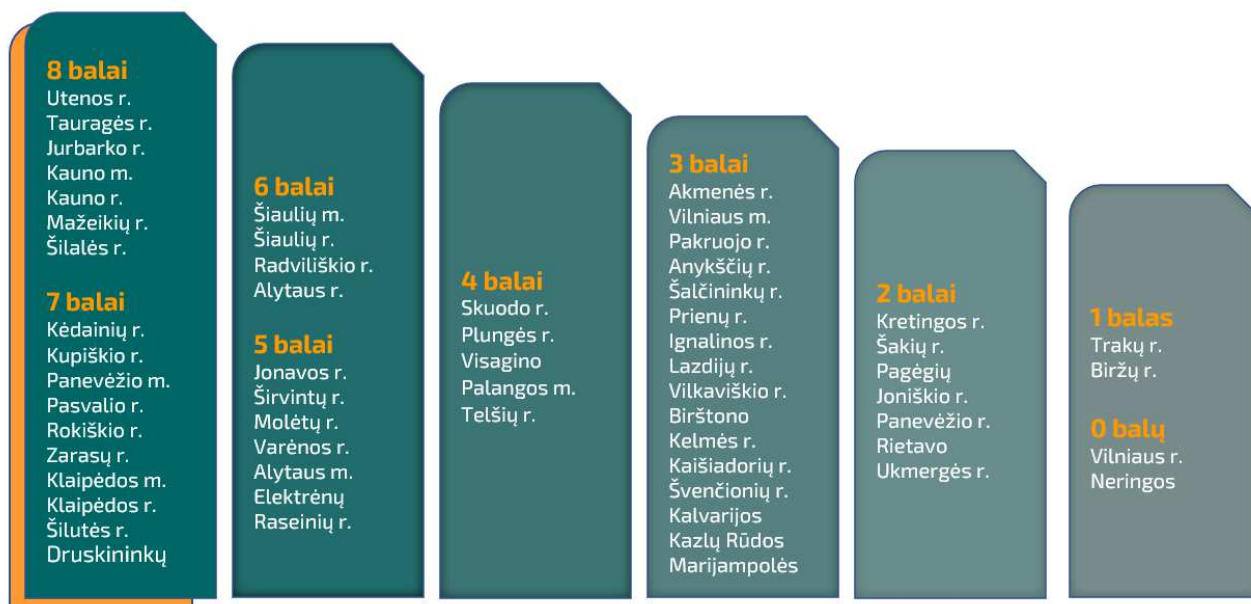 8 balai
Utenos r.
Tauragės r.
Jurbarko r.
Kauno m.
Kauno r.
Mažeikių r.
Šilalės r.
7 balai
Kėdainių r.
Kupiškio r.
Panevėžio m.
Pasvalio r.
Rokiškio r.
Zarasų r.
Klaipėdos m.
Klaipėdos r.
Šilutės r.
Druskininkų
6 balai
Šiaulių m.
Šiaulių r.
Radviliškio r.
Alytaus r.
5 balai
Jonavos r.
Širvintų r.
Molėtų r.
Varėnos r.
Alytaus m.
Elektrėnų
Raseinių r.
4 balai
Skuodo r.
Plungės r.
Visagino
Palangos m.
Telšių r.
3 balai
Akmenės r.
Vilniaus m.
Pakruojo r.
Anykščių r.
Šalčininkų r.
Prienų r.
Ignalinos r.
Lazdijų r.
Vilkaviškio r.
Birštono
Kelmės r.
Kaišiadorių r.
Švenčionių r.
Kalvarijos
Kazlų Rūdos
Marijampolės
2 balai
Kretingos r.
Šakių r.
Pagėgių
Joniškio r.
Panevėžio r.
Rietavo
Ukmergės r.
1 balas
Trakų r.
Biržų r.
0 balų
Vilniaus r.
Neringos